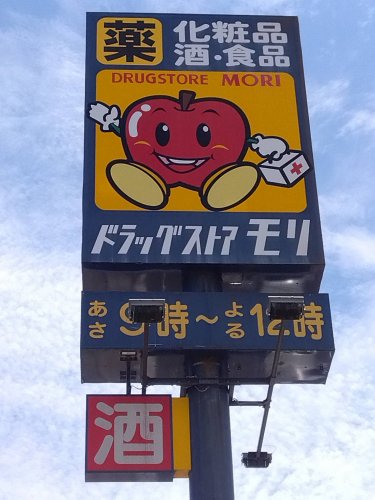 薬 化粧品
酒・食品
DRUGSTORE MORI
ドラッグストア モリ
あさ 9時～よる 12時
酒